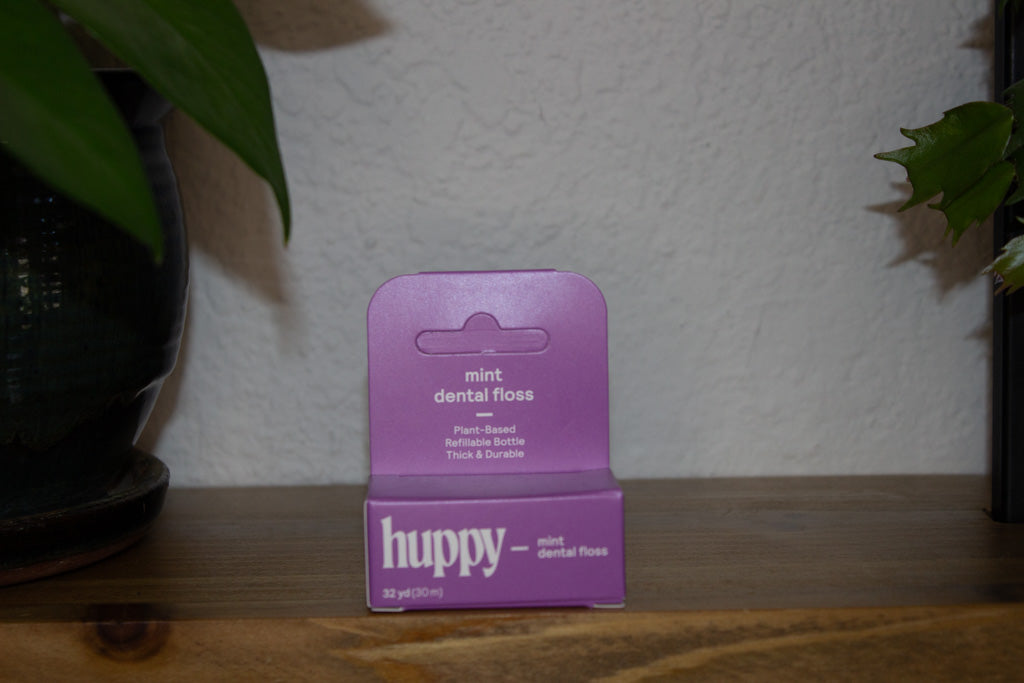 mint
dental floss
Plant-Based
Refillable Bottle
Thick & Durable
huppy — mint
dental floss
32 yd (30 m)